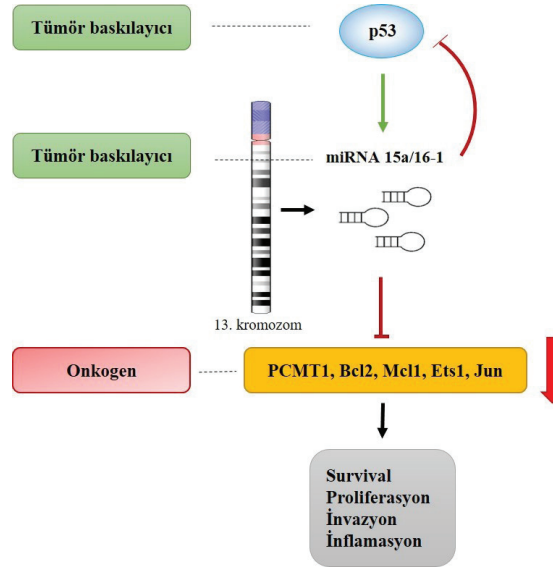 Tümör baskılayıcı
p53
Tümör baskılayıcı
miRNA 15a/16-1
13. kromozom
Onkogen
PCMT1, Bcl2, Mcl1, Ets1, Jun
Survival
Proliferasyon
İnvazyon
İnflamasyon